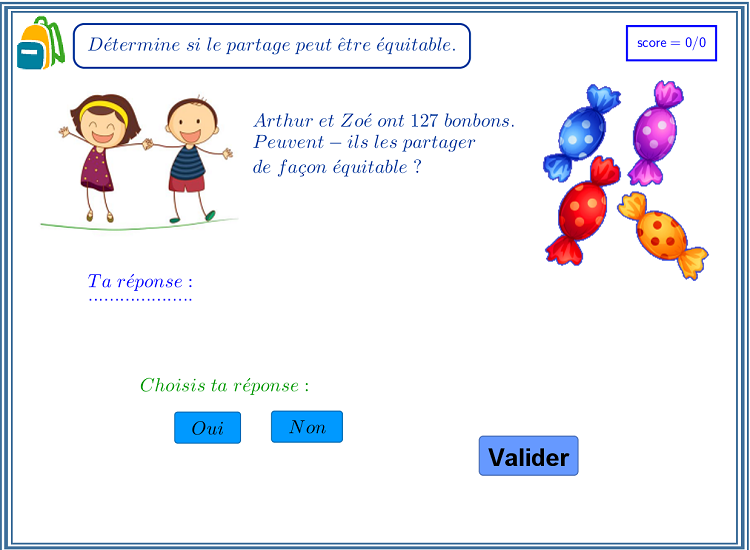 Détermine si le partage peut être équitable.
score = 0/0
Arthur et Zoé ont 127 bonbons.
Peuvent − ils les partager
de façon équitable ?
Ta réponse :
....................
Choisis ta réponse :
Oui
Non
Valider